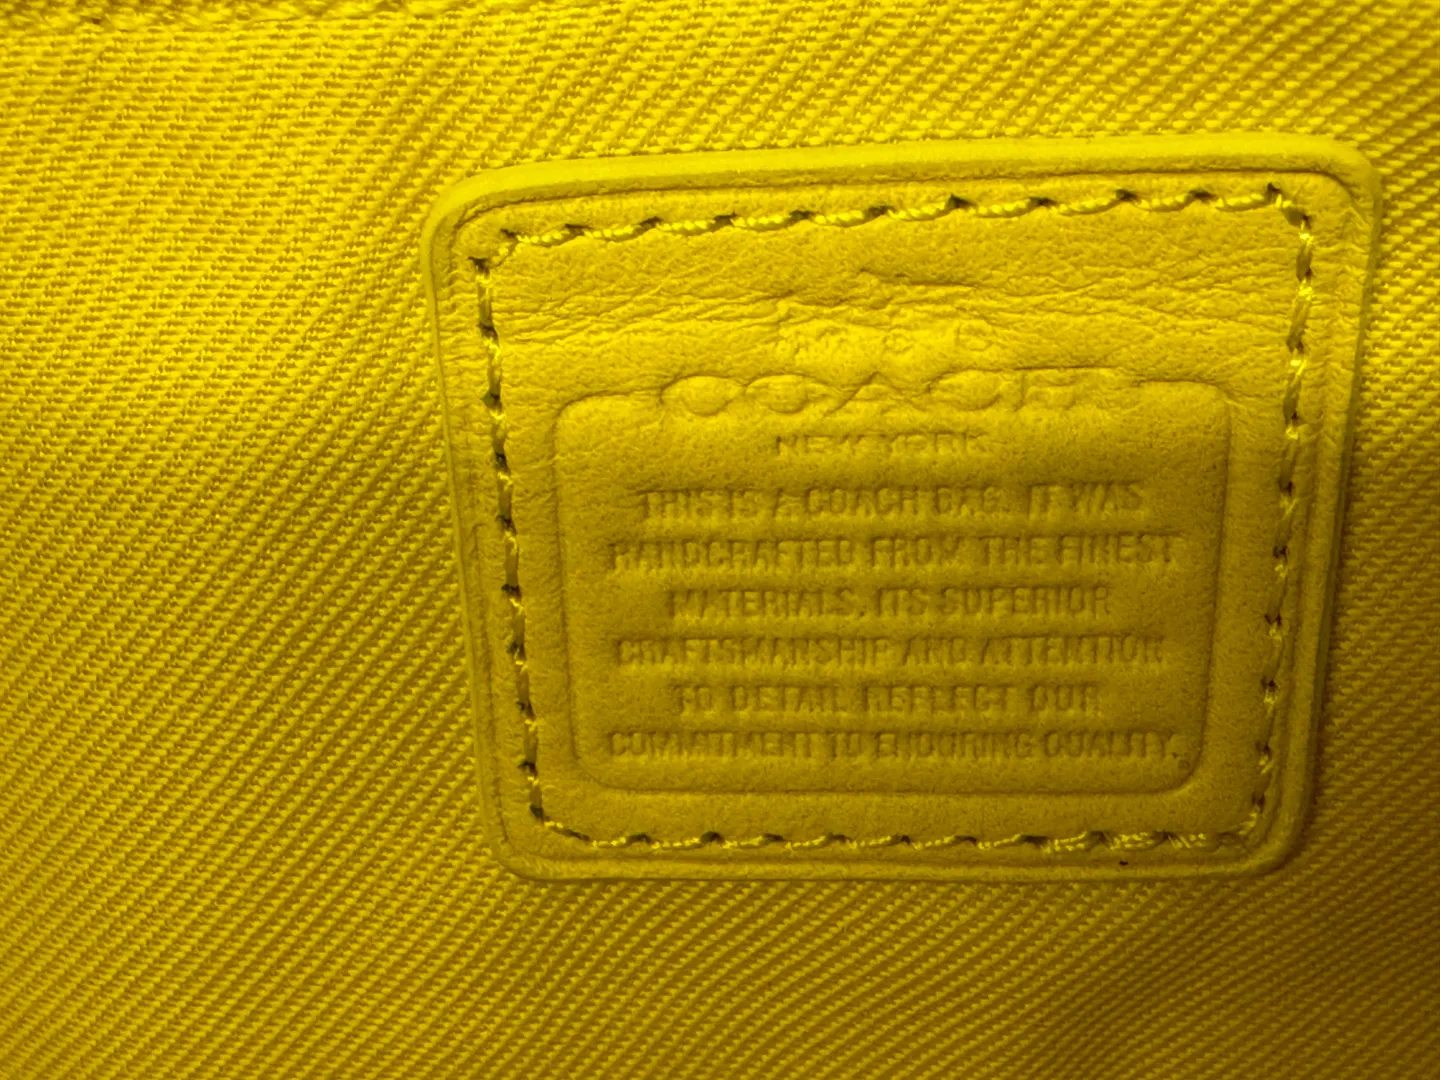 COACH
NEW YORK
THIS IS A COACH BAG. IT WAS
HANDCRAFTED FROM THE FINEST
MATERIALS. ITS SUPERIOR
CRAFTSMANSHIP AND ATTENTION
TO DETAIL REFLECT OUR
COMMITMENT TO ENDURING QUALITY.